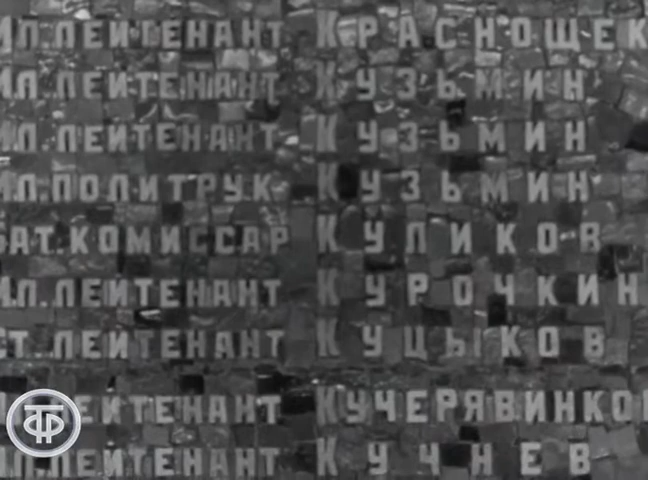 МЛ.ЛЕЙТЕНАНТ КРАСНОЩЕК
МЛ.ЛЕЙТЕНАНТ КУЗЬМИН
МЛ.ЛЕЙТЕНАНТ КУЗЬМИН
МЛ.ПОЛИТРУК КУЗЬМИН
БАТ.КОМИССАР КУЛИКОВ
МЛ.ЛЕЙТЕНАНТ КУРОЧКИН
СТ.ЛЕЙТЕНАНТ КУЦЫКОВ
ЛЕЙТЕНАНТ КУЧЕРЯВИНКО
МЛ.ЛЕЙТЕНАНТ КУЧНЕВ